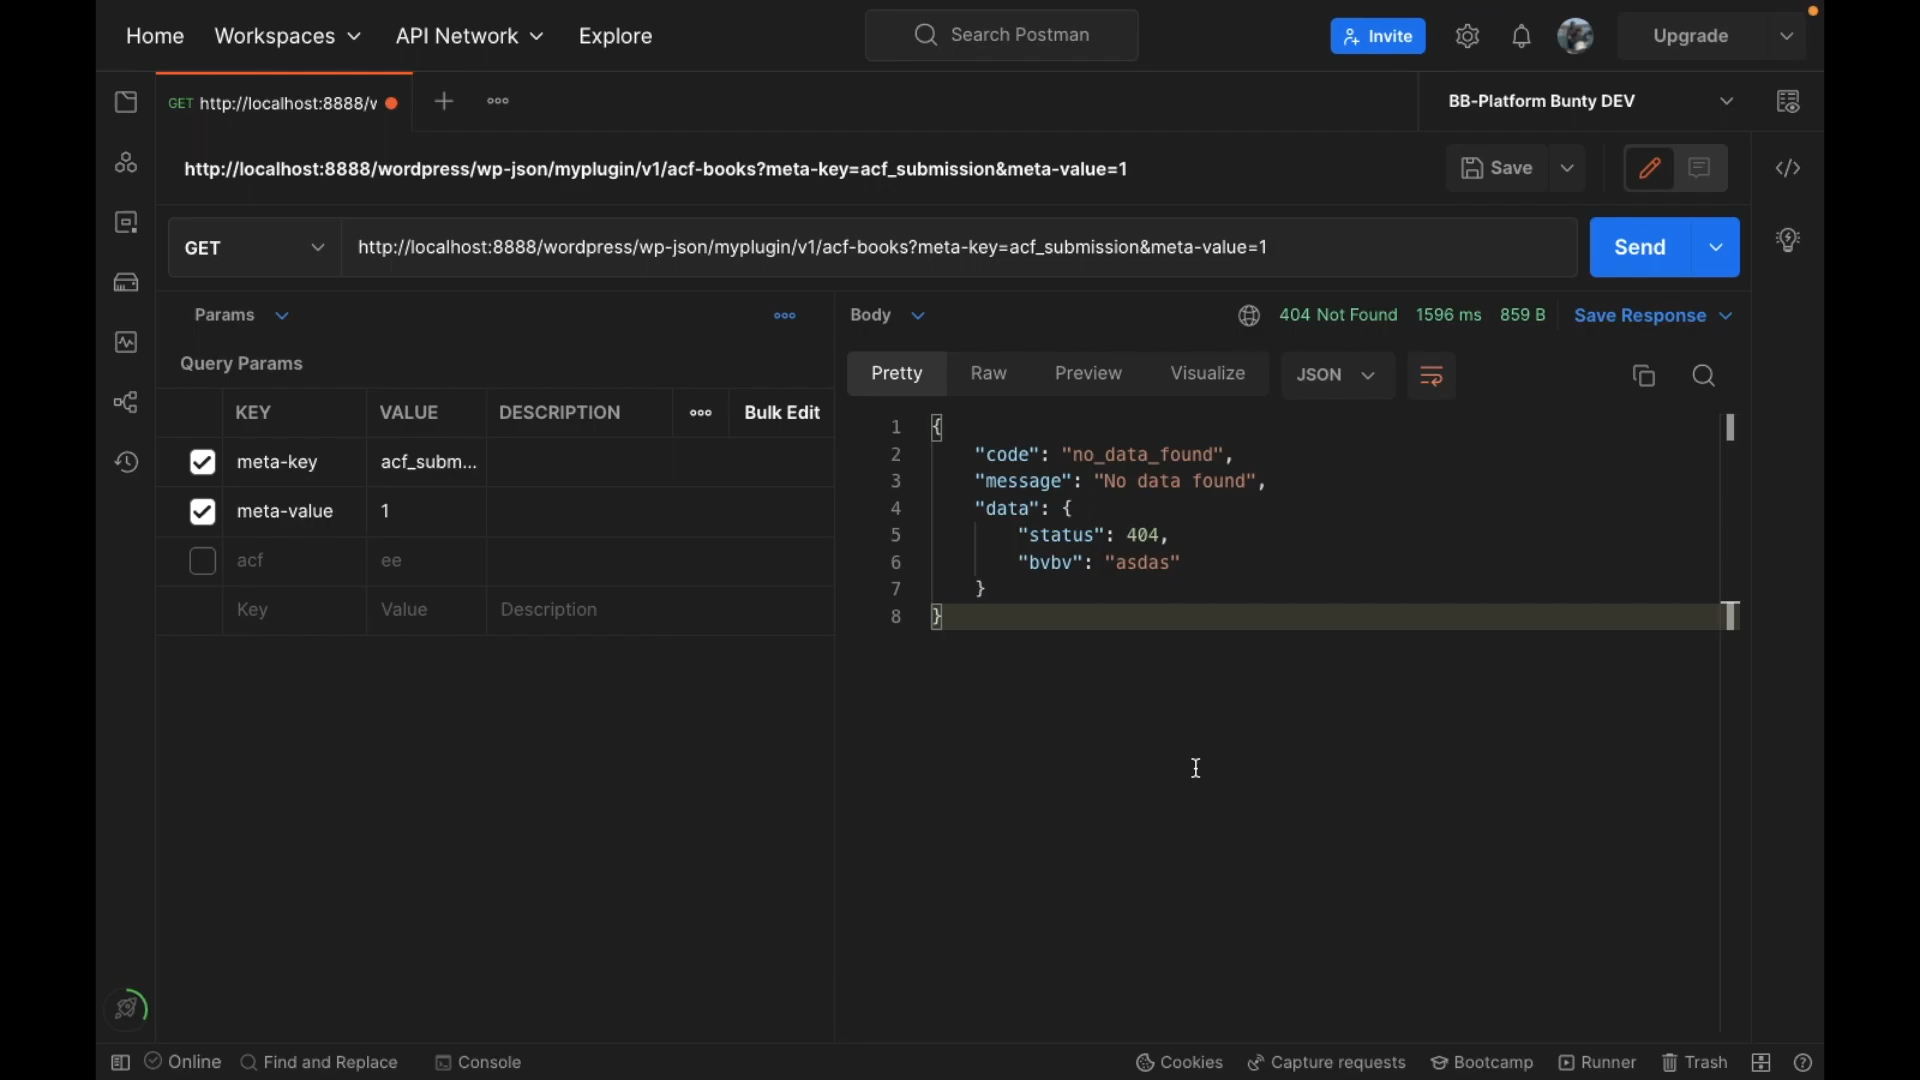 Home Workspaces API Network Explore Search Postman Invite Upgrade
GET http://localhost:8888/v BB-Platform Bunty DEV
http://localhost:8888/wordpress/wp-json/myplugin/v1/acf-books?meta-key=acf_submission&meta-value=1 Save
GET http://localhost:8888/wordpress/wp-json/myplugin/v1/acf-books?meta-key=acf_submission&meta-value=1 Send
Params
Query Params
KEY VALUE DESCRIPTION Bulk Edit
meta-key acf_subm...
meta-value 1
acf ee
Key Value Description
Body 404 Not Found 1596 ms 859 B Save Response
Pretty Raw Preview Visualize JSON
1 {
2 "code": "no_data_found",
3 "message": "No data found",
4 "data": {
5 "status": 404,
6 "bvbv": "asdas"
7 }
8 }
Online Find and Replace Console Cookies Capture requests Bootcamp Runner Trash